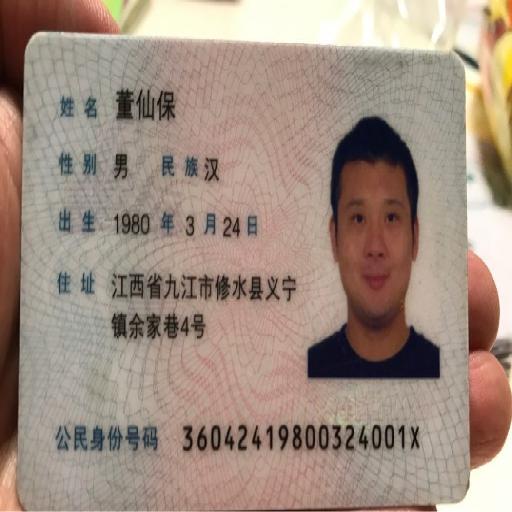 姓名 董仙保
性别 男 民族 汉
出生 1980 年 3 月 24 日
住址 江西省九江市修水县义宁
镇余家巷4号
公民身份号码 36042419800324001X